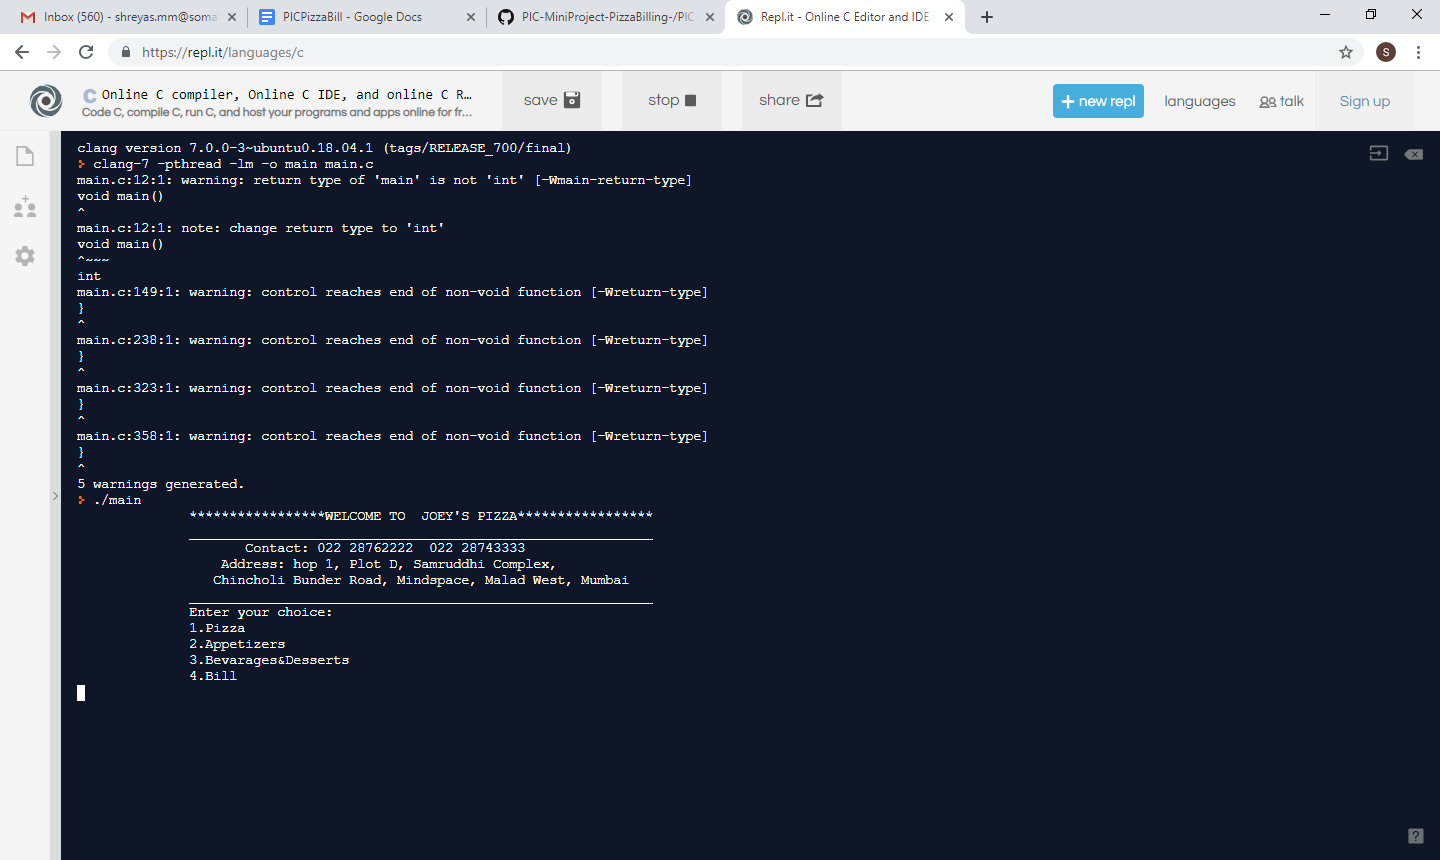 Inbox (560) - shreyas.mm@soma
PICPizzaBill - Google Docs
PIC-MiniProject-PizzaBilling-/PIC
Repl.it - Online C Editor and IDE
https://repl.it/languages/c
S
C Online C compiler, Online C IDE, and online C R…
Code C, compile C, run C, and host your programs and apps online for fr…
save
stop
share
+ new repl
languages
talk
Sign up
clang version 7.0.0-3~ubuntu0.18.04.1 (tags/RELEASE_700/final)
clang-7 -pthread -lm -o main main.c
main.c:12:1: warning: return type of 'main' is not 'int' [-Wmain-return-type]
void main()
^
main.c:12:1: note: change return type to 'int'
void main()
^~~~
int
main.c:149:1: warning: control reaches end of non-void function [-Wreturn-type]
}
^
main.c:238:1: warning: control reaches end of non-void function [-Wreturn-type]
}
^
main.c:323:1: warning: control reaches end of non-void function [-Wreturn-type]
}
^
main.c:358:1: warning: control reaches end of non-void function [-Wreturn-type]
}
^
5 warnings generated.
./main
*****************WELCOME TO  JOEY'S PIZZA*****************
__________________________________________________________
Contact: 022 28762222  022 28743333
Address: hop 1, Plot D, Samruddhi Complex,
Chincholi Bunder Road, Mindspace, Malad West, Mumbai
__________________________________________________________
Enter your choice:
1.Pizza
2.Appetizers
3.Bevarages&Desserts
4.Bill
?